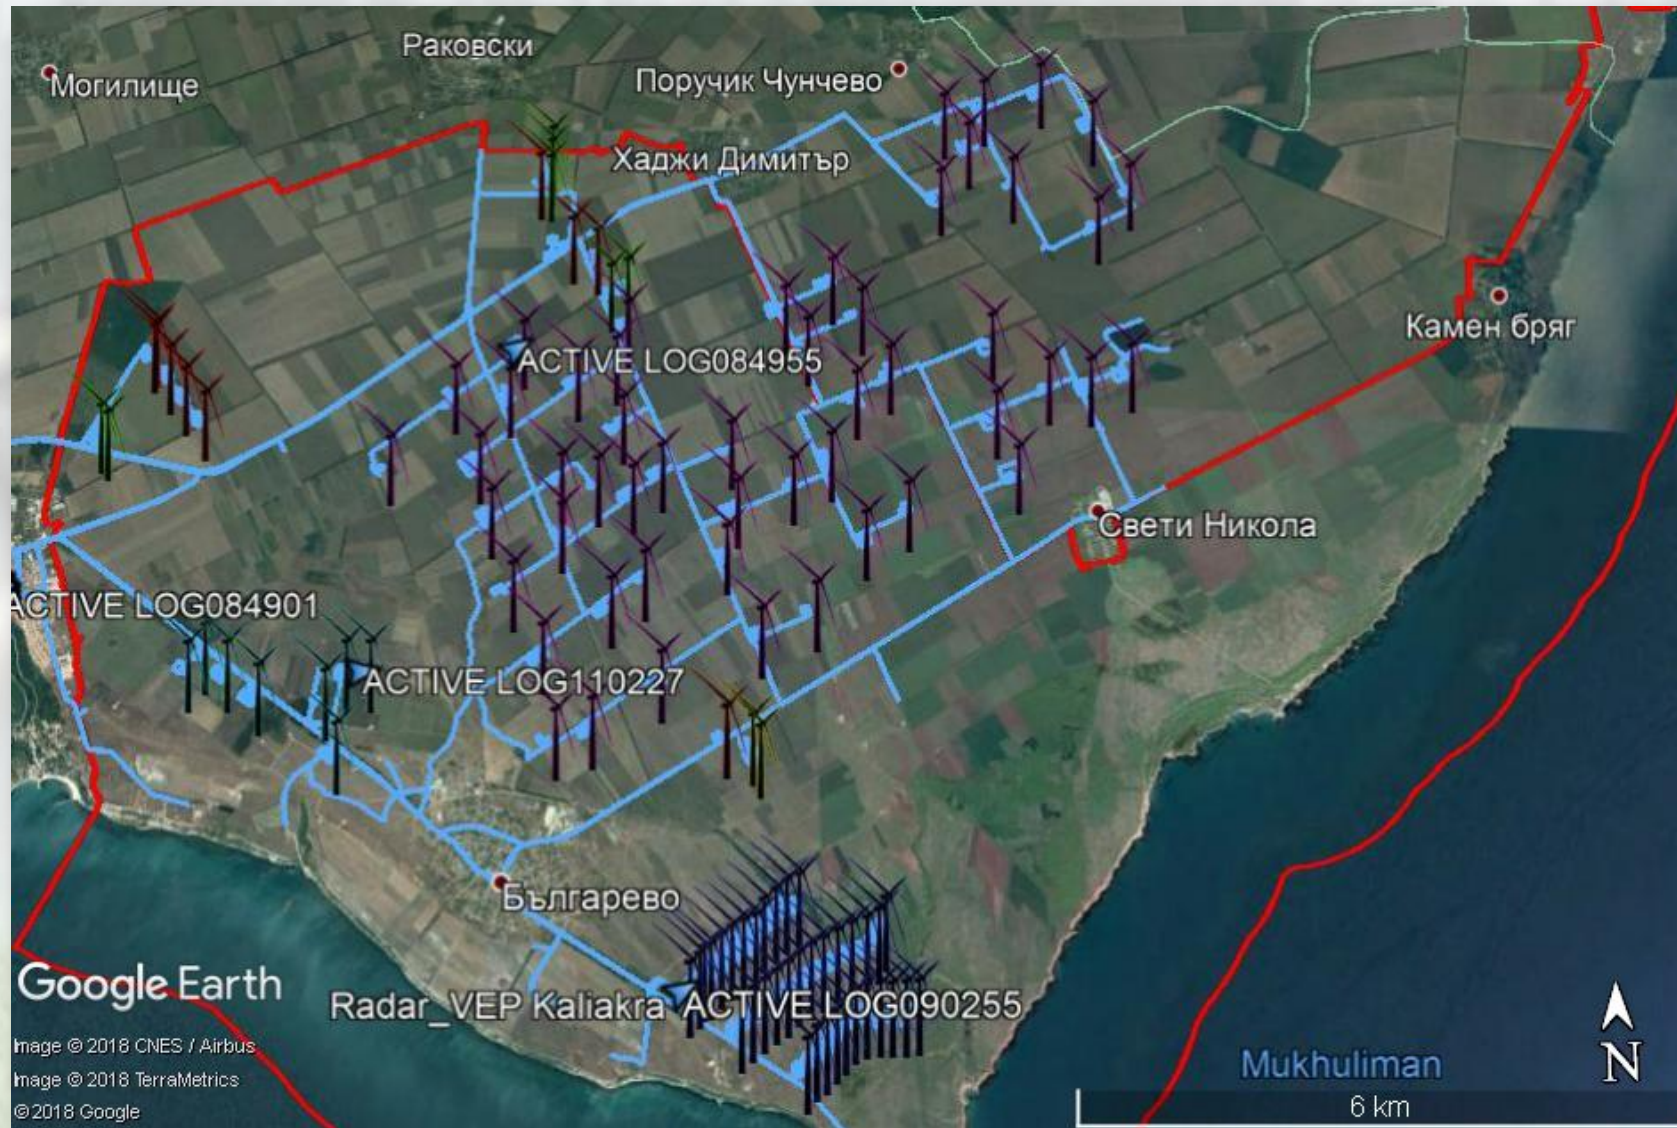 Раковски
Могилище
Поручик Чунчево
Хаджи Димитър
Камен бряг
ACTIVE LOG084955
Свети Никола
ACTIVE LOG084901
ACTIVE LOG110227
Българево
Google Earth
Radar_VEP Kaliakra ACTIVE LOG090255
Image © 2018 CNES / Airbus
Image © 2018 TerraMetrics
© 2018 Google
Mukhuliman
N
6 km